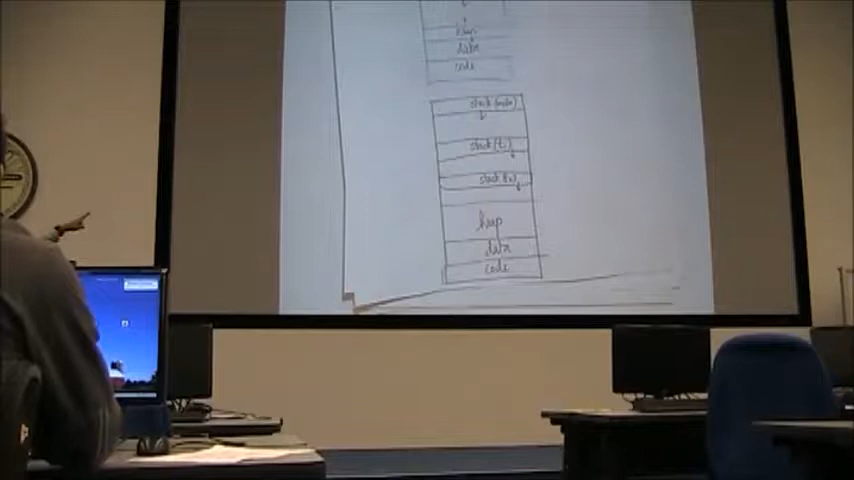 heap
data
code
stack (main)
stack (t1)
stack (t2)
heap
data
code